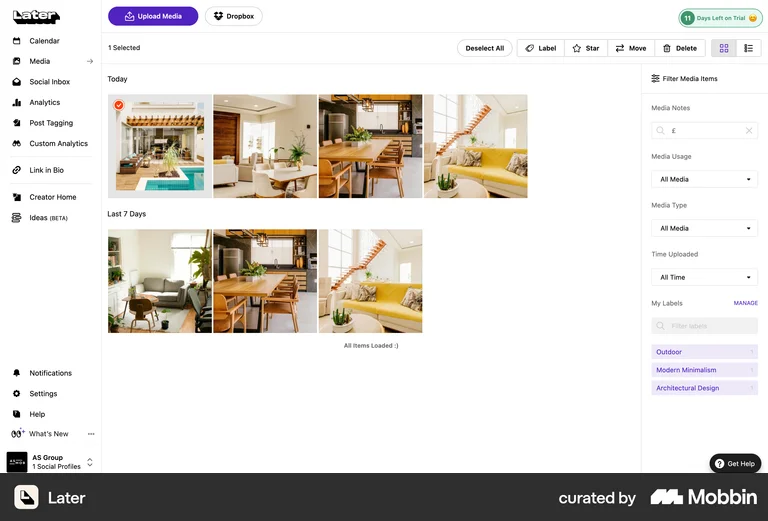 Later
Upload Media
Dropbox
11 Days Left on Trial
Calendar
Media
Social Inbox
Analytics
Post Tagging
Custom Analytics
Link in Bio
Creator Home
Ideas (BETA)
Notifications
Settings
Help
What's New
AS Group
1 Social Profiles
1 Selected
Deselect All
Label
Star
Move
Delete
Today
Last 7 Days
All Items Loaded :)
Filter Media Items
Media Notes
£
Media Usage
All Media
Media Type
All Media
Time Uploaded
All Time
My Labels
MANAGE
Filter labels
Outdoor 1
Modern Minimalism 1
Architectural Design 1
Get Help
Later
curated by Mobbin